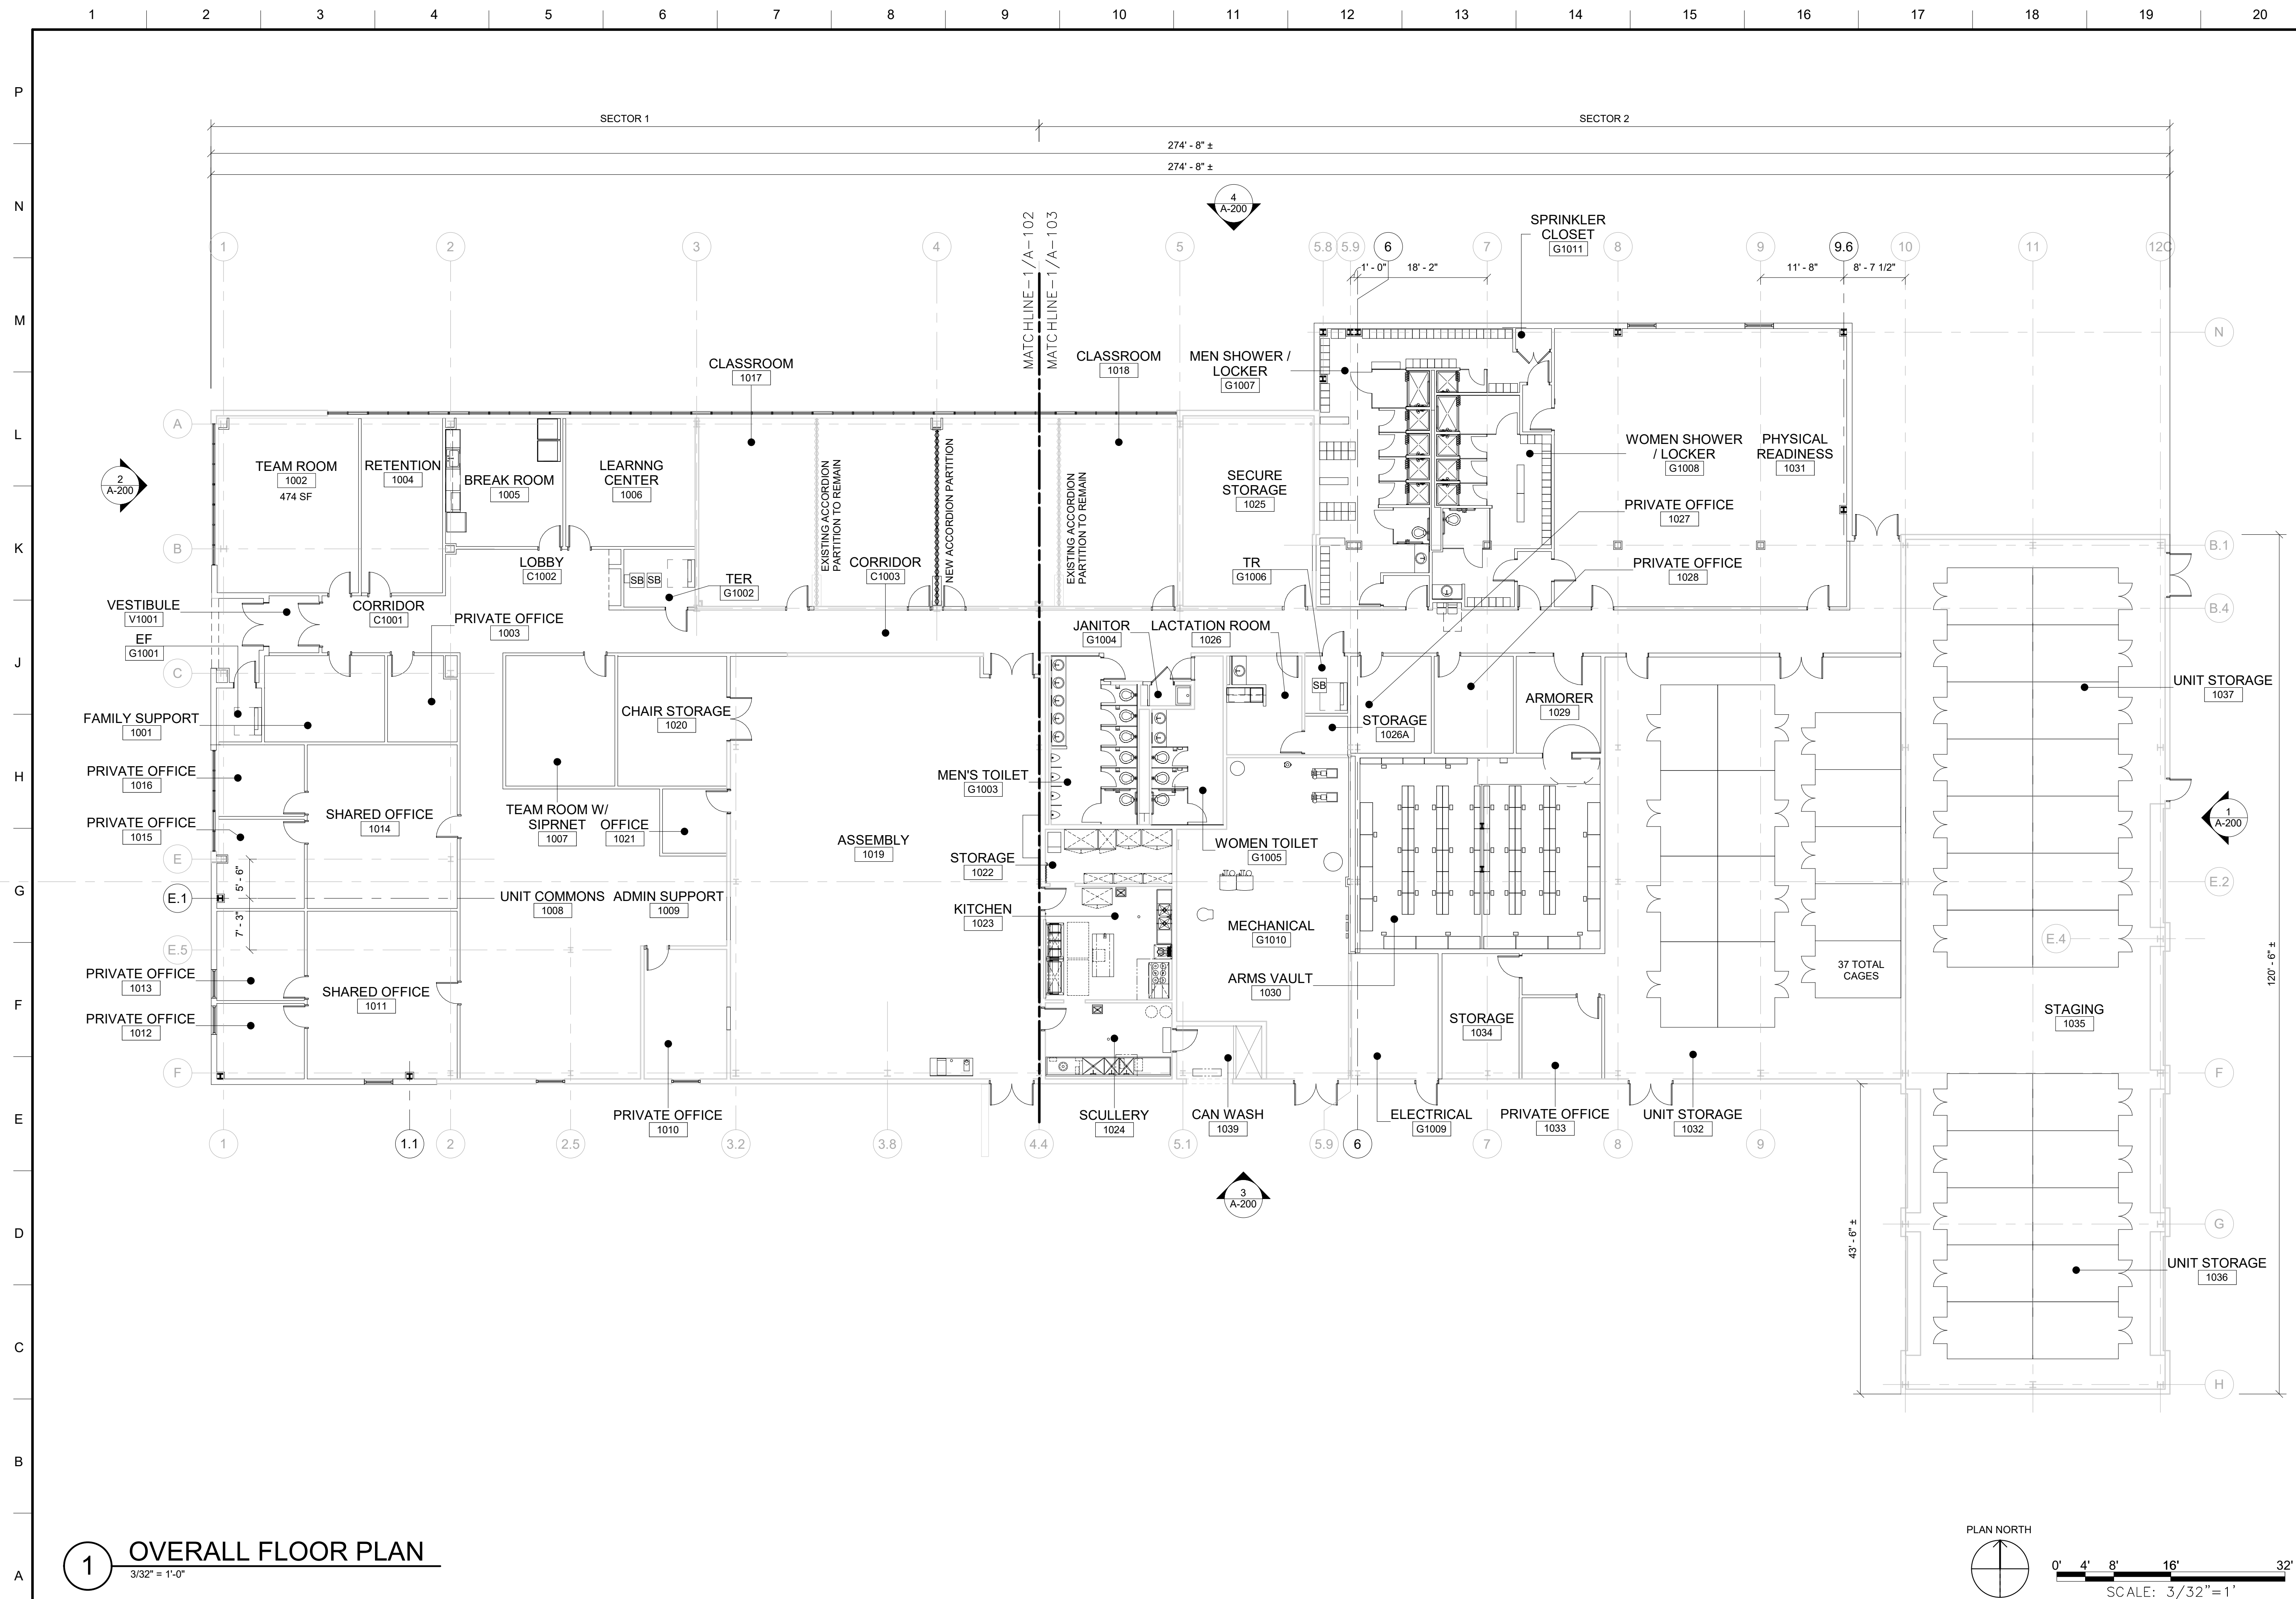 1 2 3 4 5 6 7 8 9 10 11 12 13 14 15 16 17 18 19 20
P
N
M
L
K
J
H
G
F
E
D
C
B
A
SECTOR 1
SECTOR 2
274' - 8" ±
274' - 8" ±
MATCHLINE-1/A-102
MATCHLINE-1/A-103
4
A-200
1
2
3
4
5
5.8
5.9
6
7
8
9
9.6
10
11
12C
1' - 0"
18' - 2"
11' - 8"
8' - 7 1/2"
SPRINKLER
CLOSET
G1011
N
CLASSROOM
1017
CLASSROOM
1018
MEN SHOWER /
LOCKER
G1007
A
2
A-200
TEAM ROOM
1002
474 SF
RETENTION
1004
BREAK ROOM
1005
LEARNNG
CENTER
1006
EXISTING ACCORDION
PARTITION TO REMAIN
NEW ACCORDION PARTITION
EXISTING ACCORDION
PARTITION TO REMAIN
SECURE
STORAGE
1025
WOMEN SHOWER
/ LOCKER
G1008
PHYSICAL
READINESS
1031
PRIVATE OFFICE
1027
B
B.1
LOBBY
C1002
SB
SB
TER
G1002
CORRIDOR
C1003
TR
G1006
PRIVATE OFFICE
1028
VESTIBULE
V1001
CORRIDOR
C1001
PRIVATE OFFICE
1003
B.4
EF
G1001
JANITOR
G1004
LACTATION ROOM
1026
C
SB
FAMILY SUPPORT
1001
CHAIR STORAGE
1020
STORAGE
1026A
ARMORER
1029
UNIT STORAGE
1037
PRIVATE OFFICE
1016
MEN'S TOILET
G1003
SHARED OFFICE
1014
TEAM ROOM W/
SIPRNET
1007
OFFICE
1021
PRIVATE OFFICE
1015
1
A-200
ASSEMBLY
1019
WOMEN TOILET
G1005
STORAGE
1022
E
5' - 6"
E.1
E.2
UNIT COMMONS
1008
ADMIN SUPPORT
1009
KITCHEN
1023
7' - 3"
MECHANICAL
G1010
E.4
E.5
37 TOTAL
CAGES
PRIVATE OFFICE
1013
SHARED OFFICE
1011
ARMS VAULT
1030
120' - 6" ±
PRIVATE OFFICE
1012
STORAGE
1034
STAGING
1035
F
F
PRIVATE OFFICE
1010
SCULLERY
1024
CAN WASH
1039
ELECTRICAL
G1009
PRIVATE OFFICE
1033
UNIT STORAGE
1032
1
1.1
2
2.5
3.2
3.8
4.4
5.1
5.9
6
7
8
9
3
A-200
43' - 6" ±
G
UNIT STORAGE
1036
H
1
OVERALL FLOOR PLAN
3/32" = 1'-0"
PLAN NORTH
0' 4' 8' 16' 32'
SCALE: 3/32"=1'